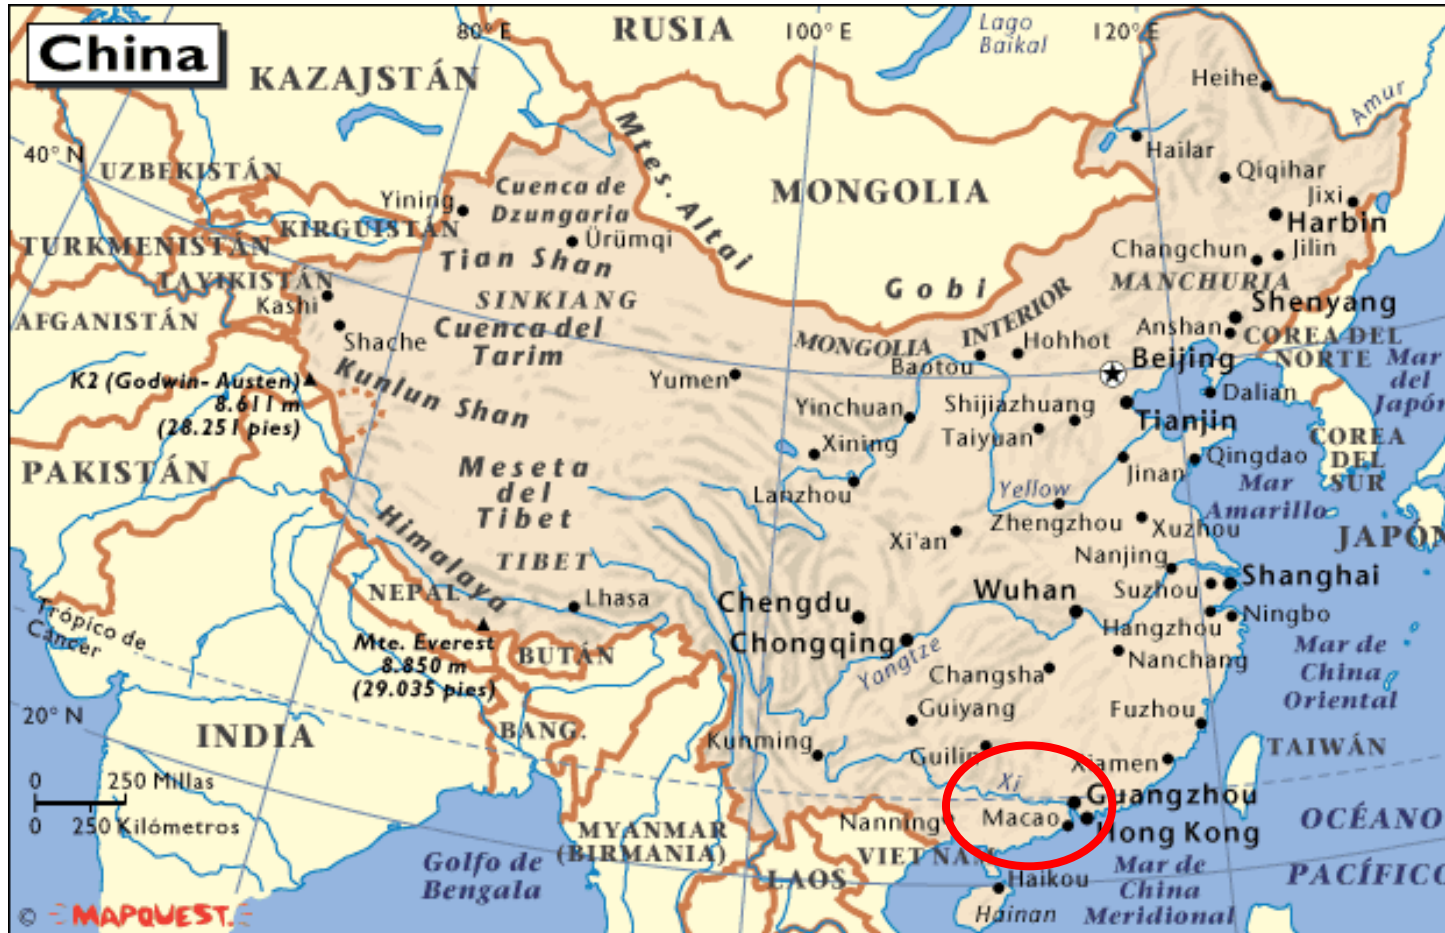 China
80° E
RUSIA
100° E
Lago
Baikal
120° E
KAZAJSTÁN
Heihe
Amur
40° N
Mtes. Altai
Hailar
UZBEKISTÁN
Cuenca de
Dzungaria
MONGOLIA
Qiqihar
Jixi
Yining
KIRGUISTÁN
Harbin
TURKMENISTÁN
Ürümqi
Changchun
Jilin
Tian Shan
TAYIKISTÁN
SINKIANG
Gobi
MANCHURIA
Kashi
Shenyang
AFGANISTÁN
Shache
Cuenca del
Tarim
MONGOLIA INTERIOR
Hohhot
Anshan
COREA DEL
NORTE
Baotou
Beijing
Mar
del
Japón
K2 (Godwin- Austen)
8.611 m
(28.251 pies)
Kunlun Shan
Yumen
Yinchuan
Shijiazhuang
Dalian
Xining
Taiyuan
Tianjin
COREA
DEL
SUR
PAKISTÁN
Meseta
del
Tibet
Lanzhou
Jinan
Qingdao
Yellow
Mar
Amarillo
Himalaya
Zhengzhou
Xuzhou
JAPÓN
Xi'an
TIBET
Nanjing
NEPAL
Lhasa
Chengdu
Wuhan
Suzhou
Shanghai
Trópico de
Cáncer
Chongqing
Hangzhou
Ningbo
Mte. Everest
8.850 m
(29.035 pies)
BUTÁN
Yangtze
Changsha
Nanchang
Mar de
China
Oriental
20° N
INDIA
BANG.
Guiyang
Fuzhou
Kunming
Guilin
Xiamen
TAIWÁN
0 250 Millas
0 250 Kilómetros
Xi
Guangzhou
Nanning
Macao
Hong Kong
OCÉANO
PACÍFICO
MYANMAR
(BIRMANIA)
VIETNAM
Golfo de
Bengala
LAOS
Haikou
Hainan
Mar de
China
Meridional
© MAPQUEST.